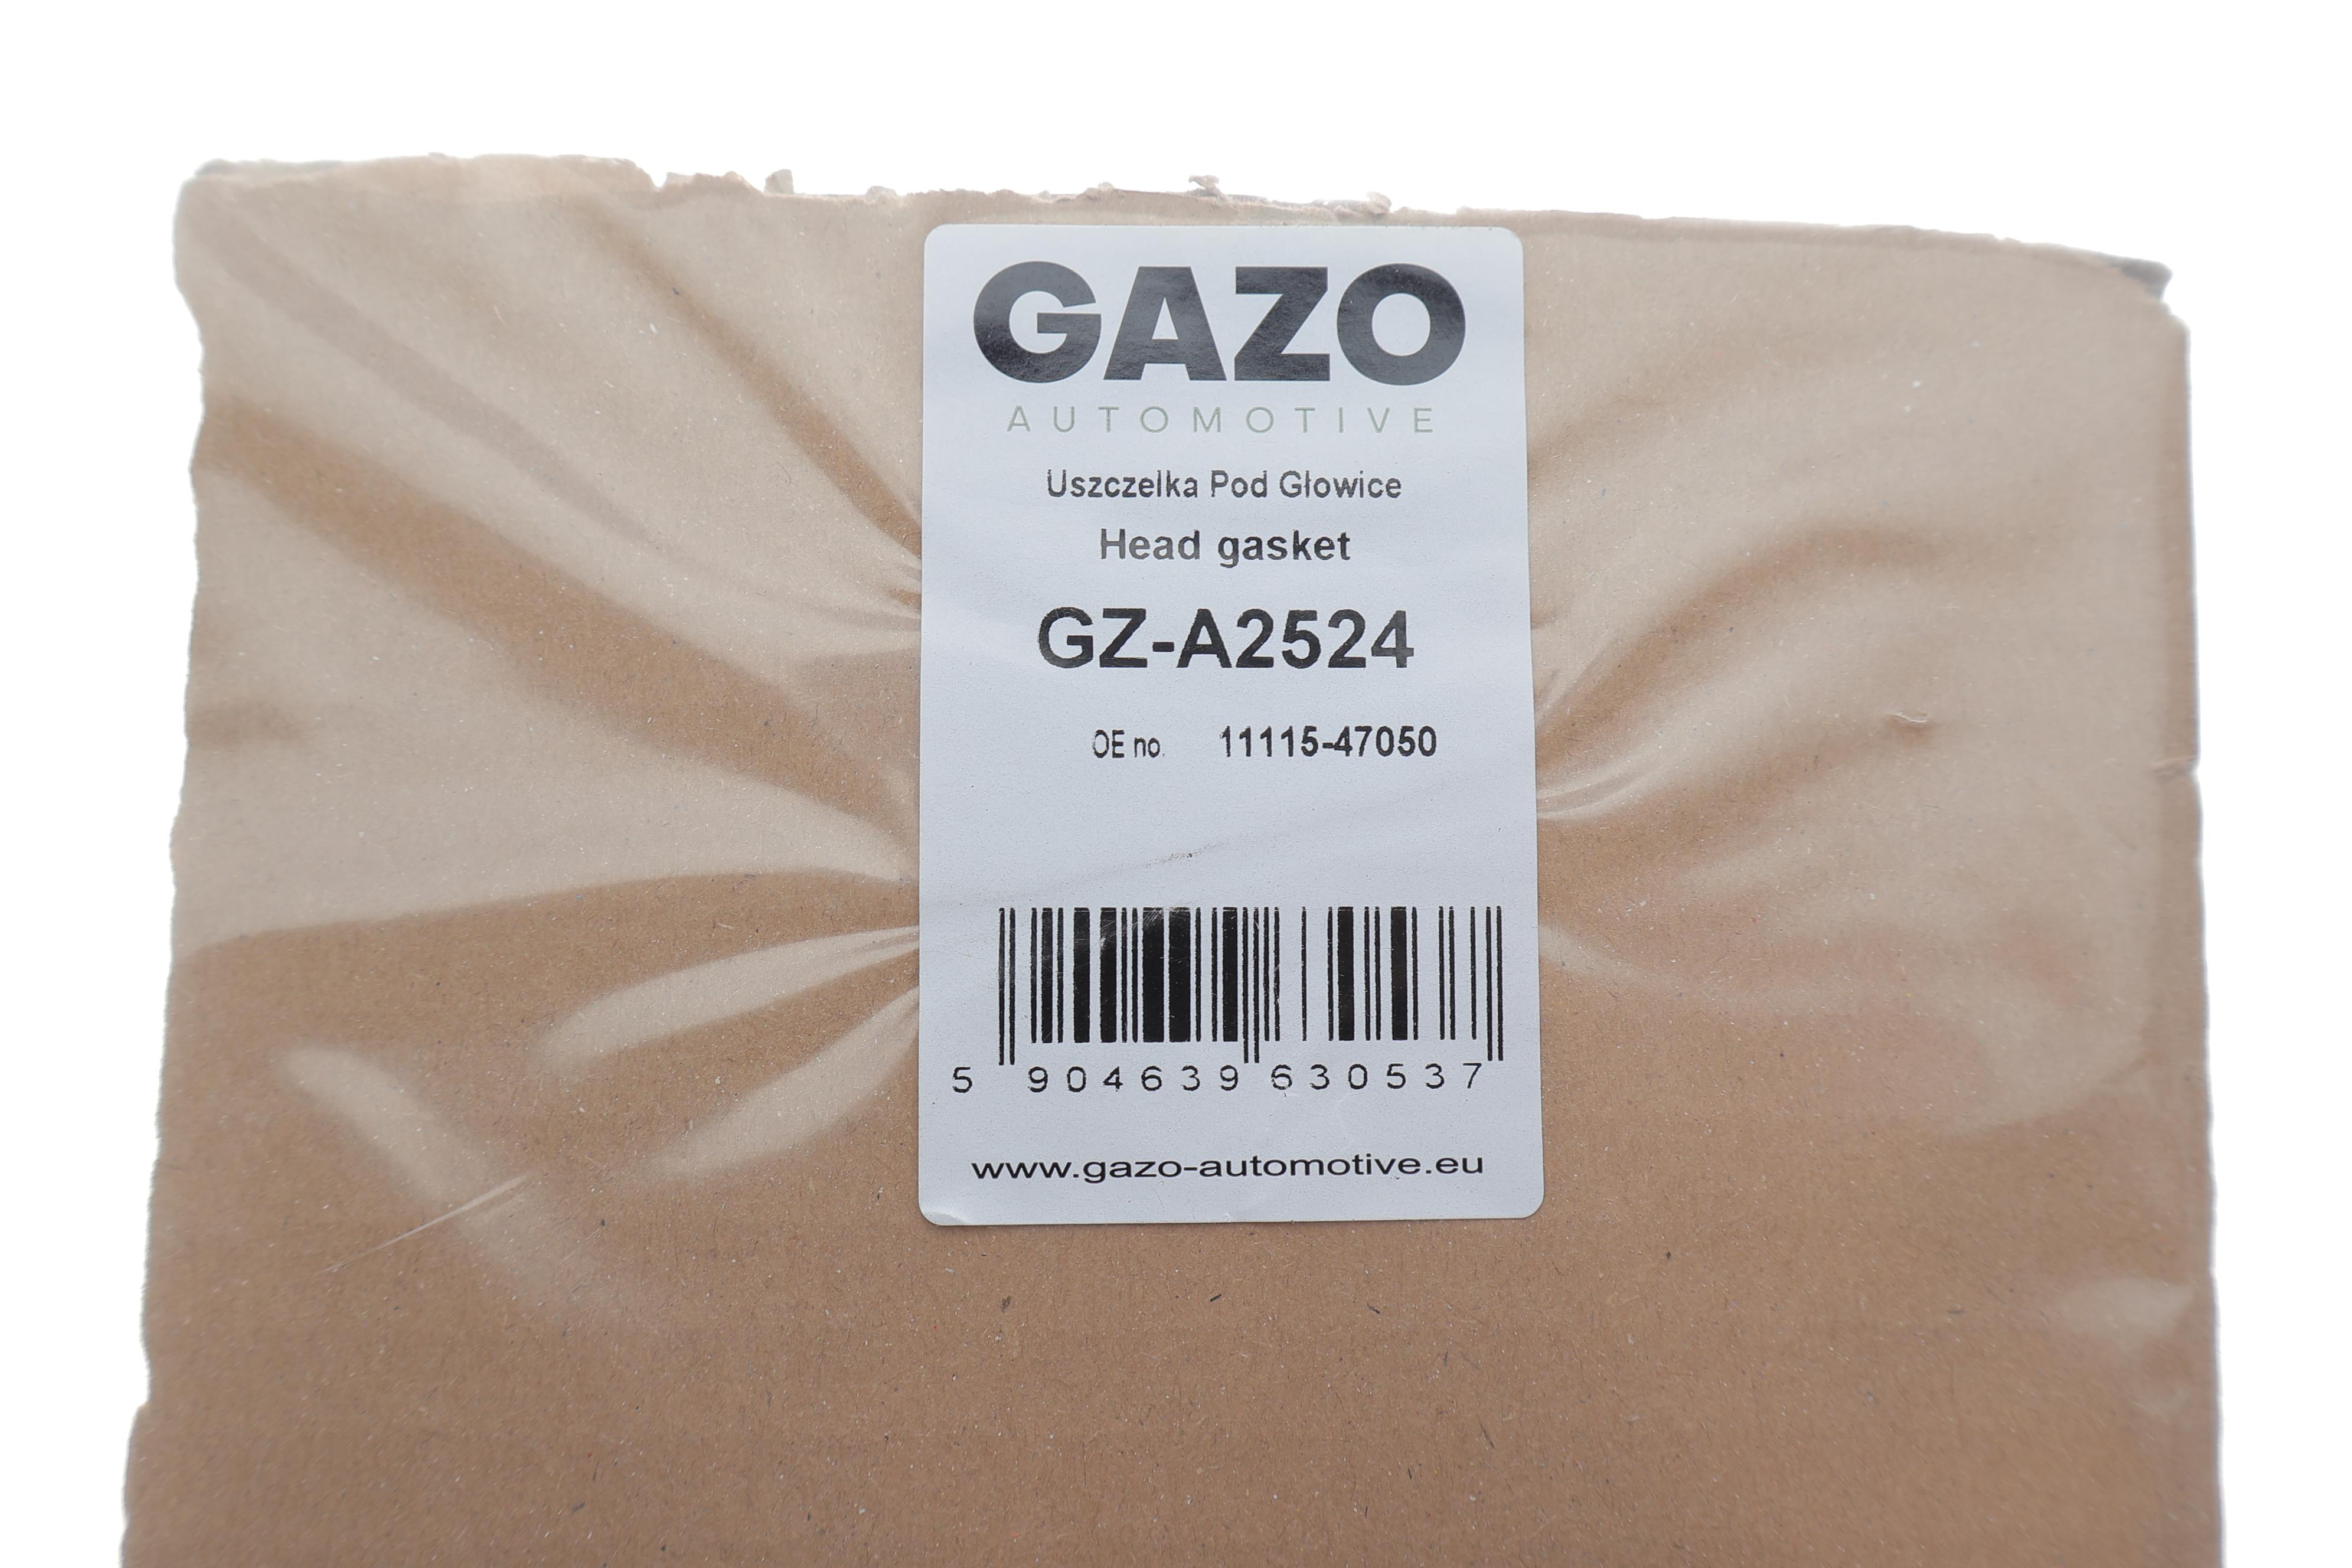 GAZO
AUTOMOTIVE
Uszczelka Pod Głowice
Head gasket
GZ-A2524
OE no. 11115-47050
5 904639 630537
www.gazo-automotive.eu